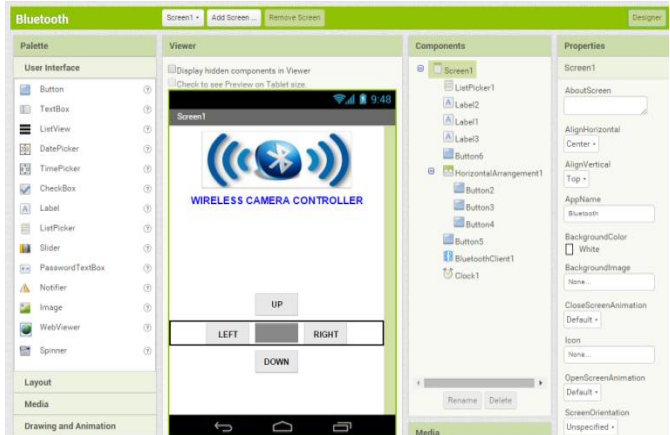 Bluetooth
Screen1
Add Screen ...
Remove Screen
Designer
Palette
User Interface
Button
TextBox
ListView
DatePicker
TimePicker
CheckBox
Label
ListPicker
Slider
PasswordTextBox
Notifier
Image
WebViewer
Spinner
Layout
Media
Drawing and Animation
Viewer
Display hidden components in Viewer
Check to see Preview on Tablet size.
9:48
Screen1
WIRELESS CAMERA CONTROLLER
UP
LEFT
RIGHT
DOWN
Components
Screen1
ListPicker1
Label2
Label1
Label3
Button6
HorizontalArrangement1
Button2
Button3
Button4
Button5
BluetoothClient1
Clock1
Rename
Delete
Media
Properties
Screen1
AboutScreen
AlignHorizontal
Center
AlignVertical
Top
AppName
Bluetooth
BackgroundColor
White
BackgroundImage
None...
CloseScreenAnimation
Default
Icon
None...
OpenScreenAnimation
Default
ScreenOrientation
Unspecified